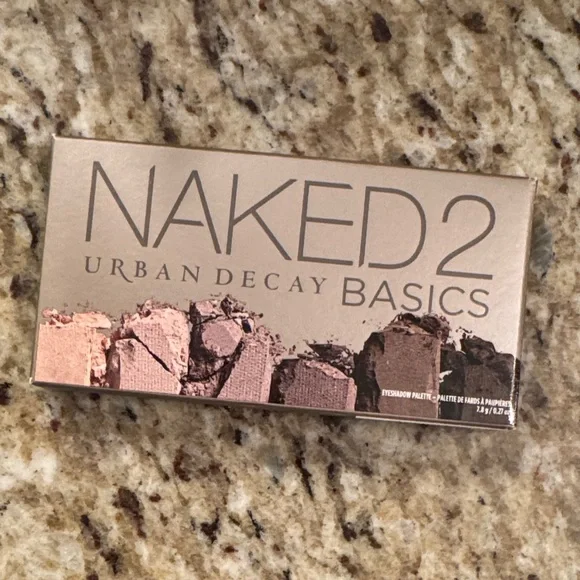 NAKED2
URBAN DECAY BASICS
EYESHADOW PALETTE – PALETTE DE FARDS À PAUPIÈRES
7.8 g / 0.27 oz